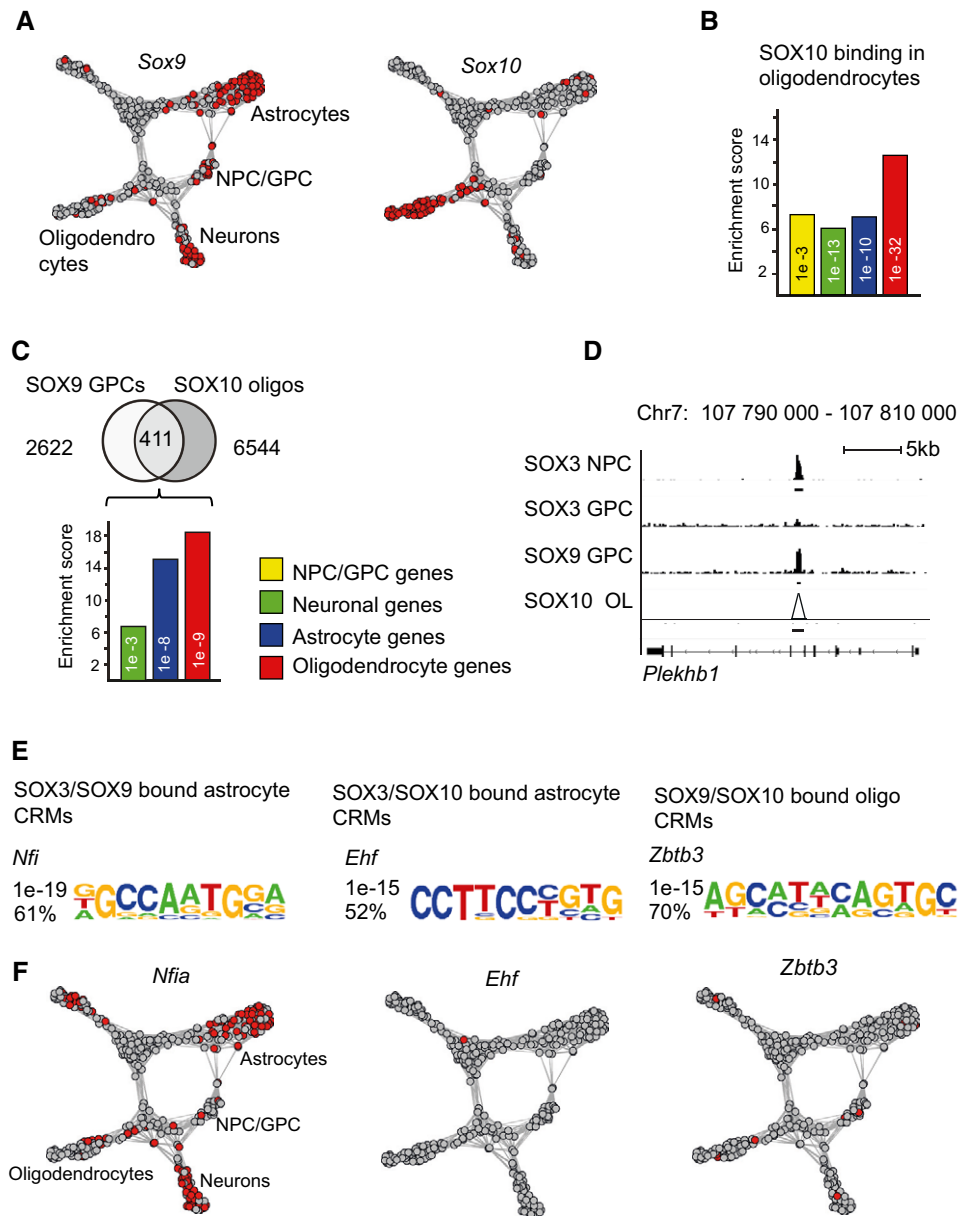 A
Sox9
Sox10
Astrocytes
NPC/GPC
Oligodendro
cytes
Neurons
B
SOX10 binding in
oligodendrocytes
Enrichment score
14
10
6
2
1e -3
1e -13
1e -10
1e -32
C
SOX9 GPCs
SOX10 oligos
2622
411
6544
Enrichment score
18
14
10
6
2
1e -3
1e -8
1e -9
NPC/GPC genes
Neuronal genes
Astrocyte genes
Oligodendrocyte genes
D
Chr7: 107 790 000 - 107 810 000
5kb
SOX3 NPC
SOX3 GPC
SOX9 GPC
SOX10 OL
Plekhb1
E
SOX3/SOX9 bound astrocyte
CRMs
Nfi
1e-19
61%
SOX3/SOX10 bound astrocyte
CRMs
Ehf
1e-15
52%
SOX9/SOX10 bound oligo
CRMs
Zbtb3
1e-15
70%
F
Nfia
Ehf
Zbtb3
Astrocytes
NPC/GPC
Oligodendrocytes
Neurons